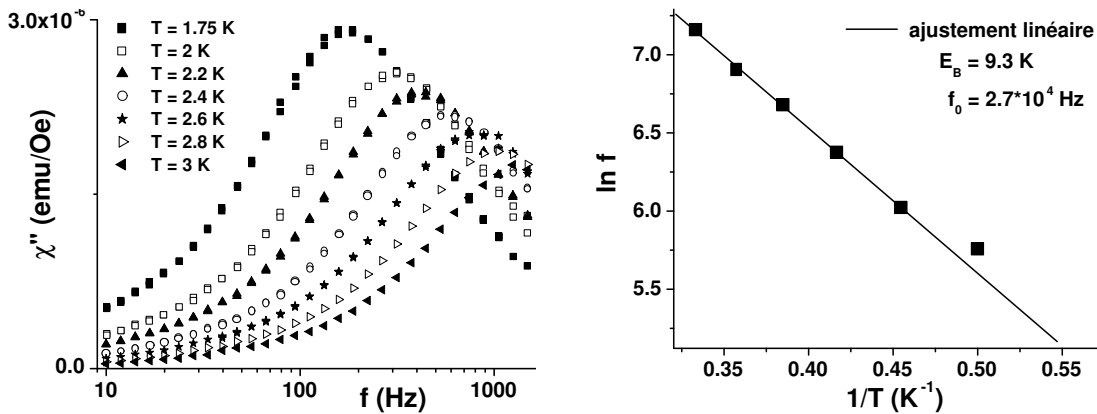 3.0x10⁻⁶
0.0
χ'' (emu/Oe)
T = 1.75 K
T = 2 K
T = 2.2 K
T = 2.4 K
T = 2.6 K
T = 2.8 K
T = 3 K
10
100
1000
f (Hz)
7.0
6.5
6.0
5.5
ln f
ajustement linéaire
E_B = 9.3 K
f_0 = 2.7*10⁴ Hz
0.35
0.40
0.45
0.50
0.55
1/T (K⁻¹)